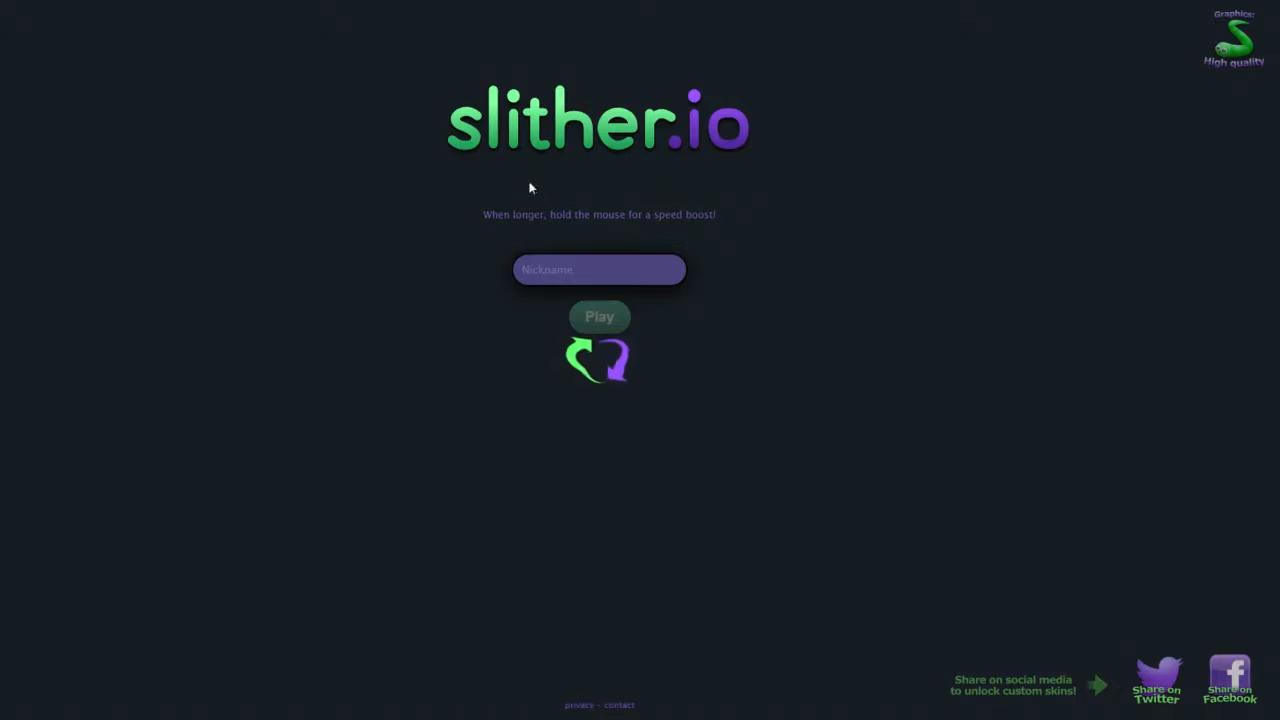 Graphics:
High quality
slither.io
When longer, hold the mouse for a speed boost!
Nickname
Play
Share on social media
to unlock custom skins!
Share on
Twitter
Share on
Facebook
privacy - contact